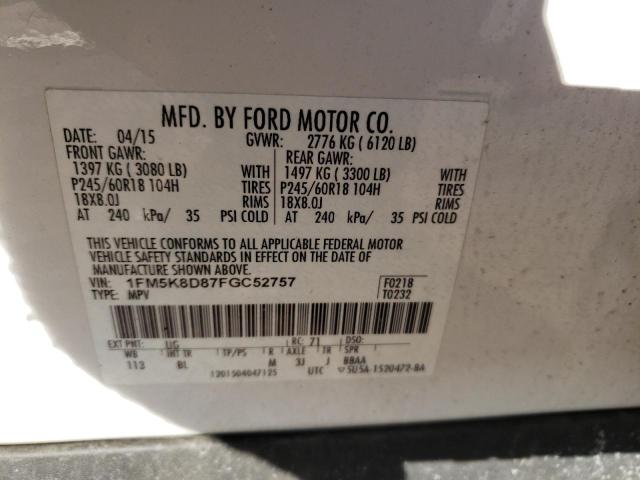 MFD. BY FORD MOTOR CO.
DATE: 04/15 GVWR: 2776 KG ( 6120 LB)
FRONT GAWR: REAR GAWR:
1397 KG ( 3080 LB) WITH 1497 KG ( 3300 LB) WITH
P245/60R18 104H TIRES P245/60R18 104H TIRES
18X8.0J RIMS 18X8.0J RIMS
AT 240 kPa/ 35 PSI COLD AT 240 kPa/ 35 PSI COLD
THIS VEHICLE CONFORMS TO ALL APPLICABLE FEDERAL MOTOR
VEHICLE SAFETY STANDARDS IN EFFECT ON THE DATE OF
MANUFACTURE SHOWN ABOVE.
VIN: 1FM5K8D87FGC52757 F0218
TYPE: MPV T0232
EXT PNT: UG RC: 71 DSO:
WB INT TR TP/PS R AXLE TR SPR
113 BL M 3J J BBAA
1201504047125 UTC ▽5U5A-1520472-BA